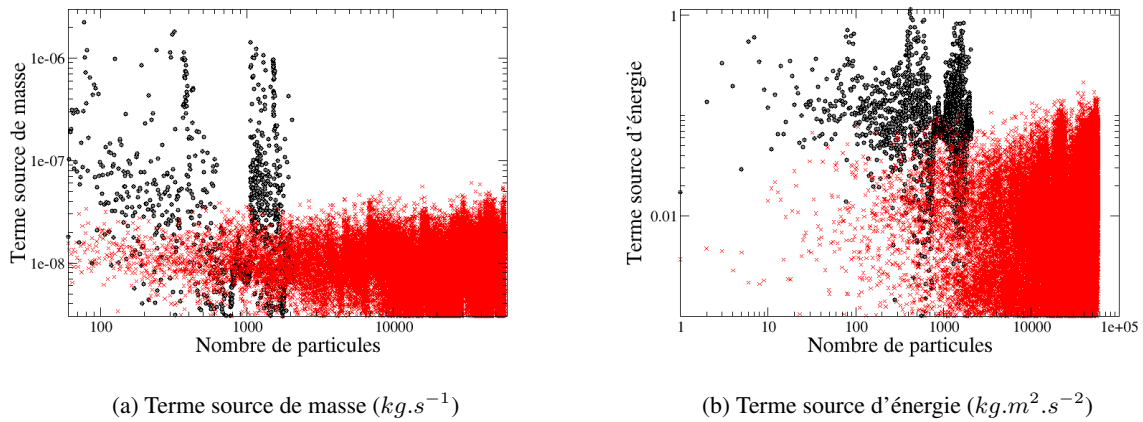 1e-06
1e-07
1e-08
Terme source de masse
100
1000
10000
Nombre de particules
(a) Terme source de masse (kg.s⁻¹)
1
0.01
Terme source d'énergie
1
10
100
1000
10000
1e+05
Nombre de particules
(b) Terme source d'énergie (kg.m².s⁻²)